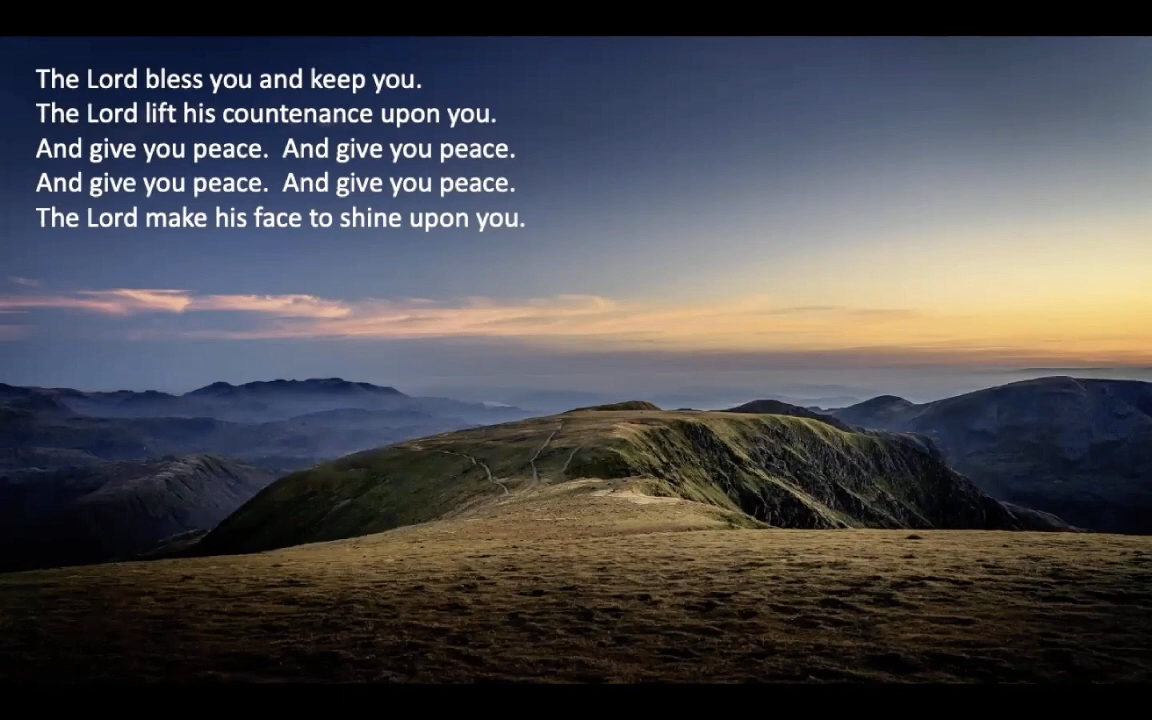 The Lord bless you and keep you.
The Lord lift his countenance upon you.
And give you peace.  And give you peace.
And give you peace.  And give you peace.
The Lord make his face to shine upon you.